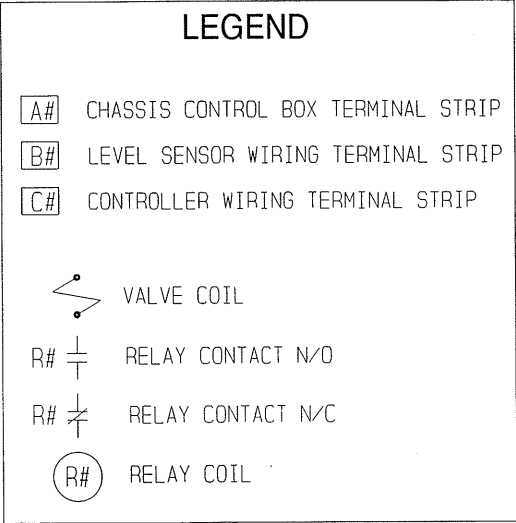 LEGEND
A# CHASSIS CONTROL BOX TERMINAL STRIP
B# LEVEL SENSOR WIRING TERMINAL STRIP
C# CONTROLLER WIRING TERMINAL STRIP
VALVE COIL
R# RELAY CONTACT N/O
R# RELAY CONTACT N/C
R# RELAY COIL